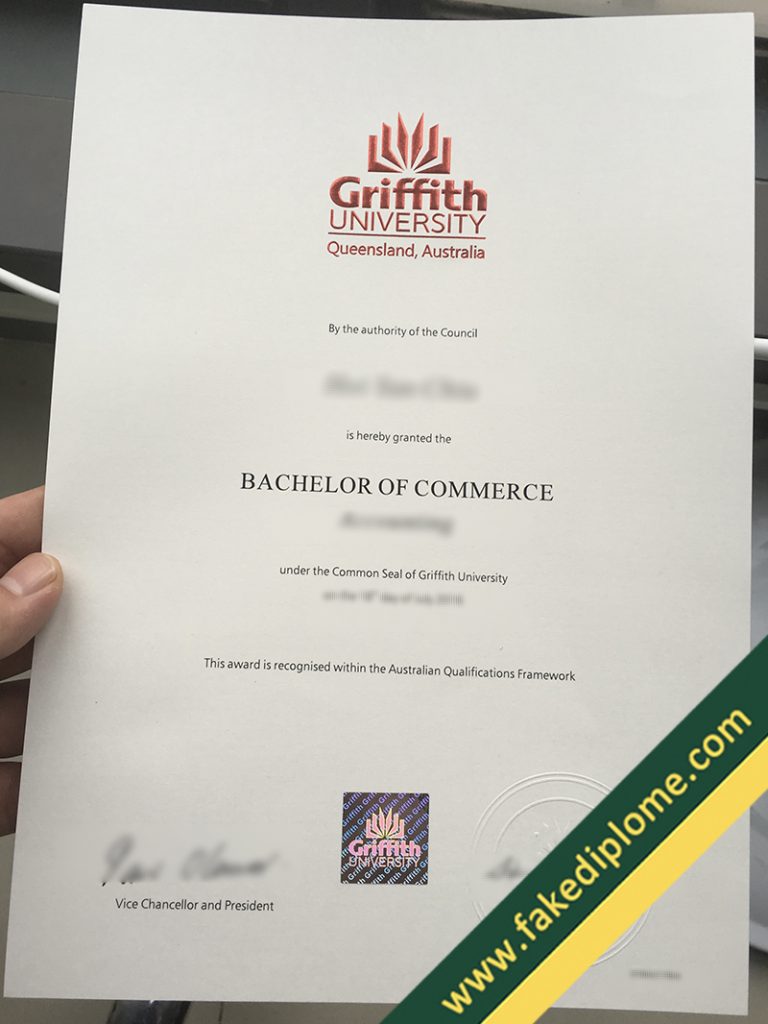 Griffith
UNIVERSITY
Queensland, Australia
By the authority of the Council
is hereby granted the
BACHELOR OF COMMERCE
under the Common Seal of Griffith University
This award is recognised within the Australian Qualifications Framework
Griffith
UNIVERSITY
Vice Chancellor and President
www.fakediplome.com